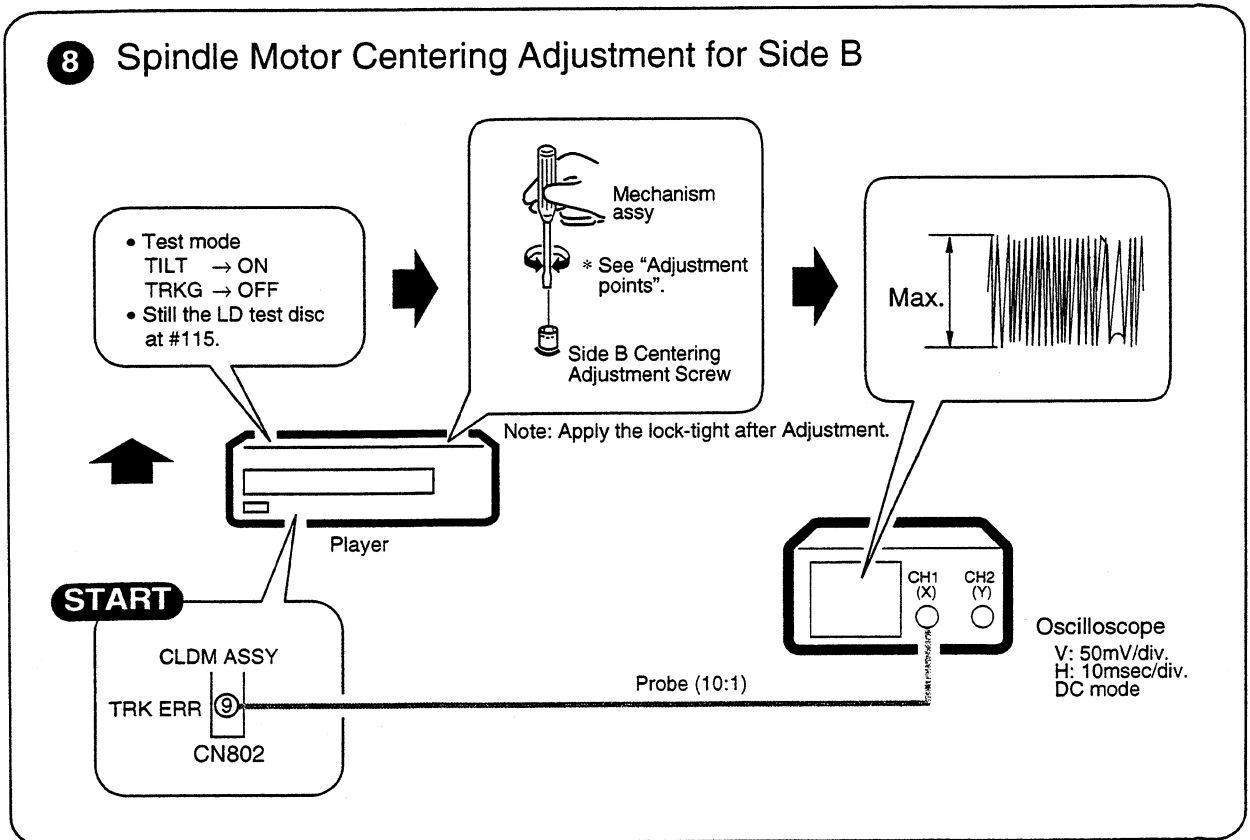 8 Spindle Motor Centering Adjustment for Side B
• Test mode
TILT → ON
TRKG → OFF
• Still the LD test disc
at #115.
Mechanism
assy
* See “Adjustment
points”.
Side B Centering
Adjustment Screw
Max.
Note: Apply the lock-tight after Adjustment.
Player
START
CLDM ASSY
TRK ERR 9
CN802
Probe (10:1)
CH1
(X)
CH2
(Y)
Oscilloscope
V: 50mV/div.
H: 10msec/div.
DC mode